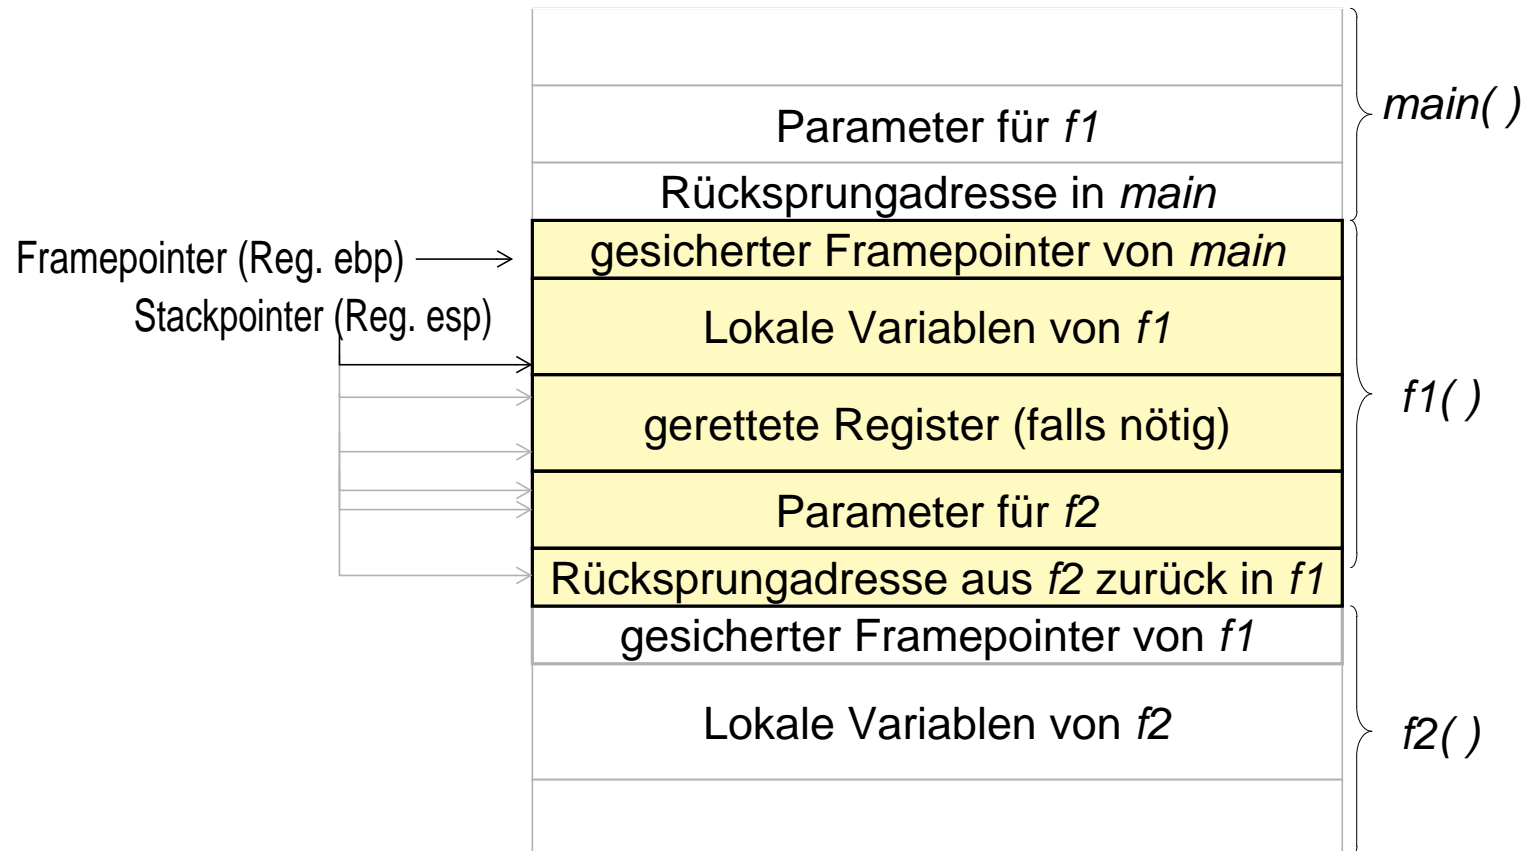 main( )
Parameter für f1
Rücksprungadresse in main
Framepointer (Reg. ebp)
gesicherter Framepointer von main
Stackpointer (Reg. esp)
Lokale Variablen von f1
f1( )
gerettete Register (falls nötig)
Parameter für f2
Rücksprungadresse aus f2 zurück in f1
gesicherter Framepointer von f1
Lokale Variablen von f2
f2( )